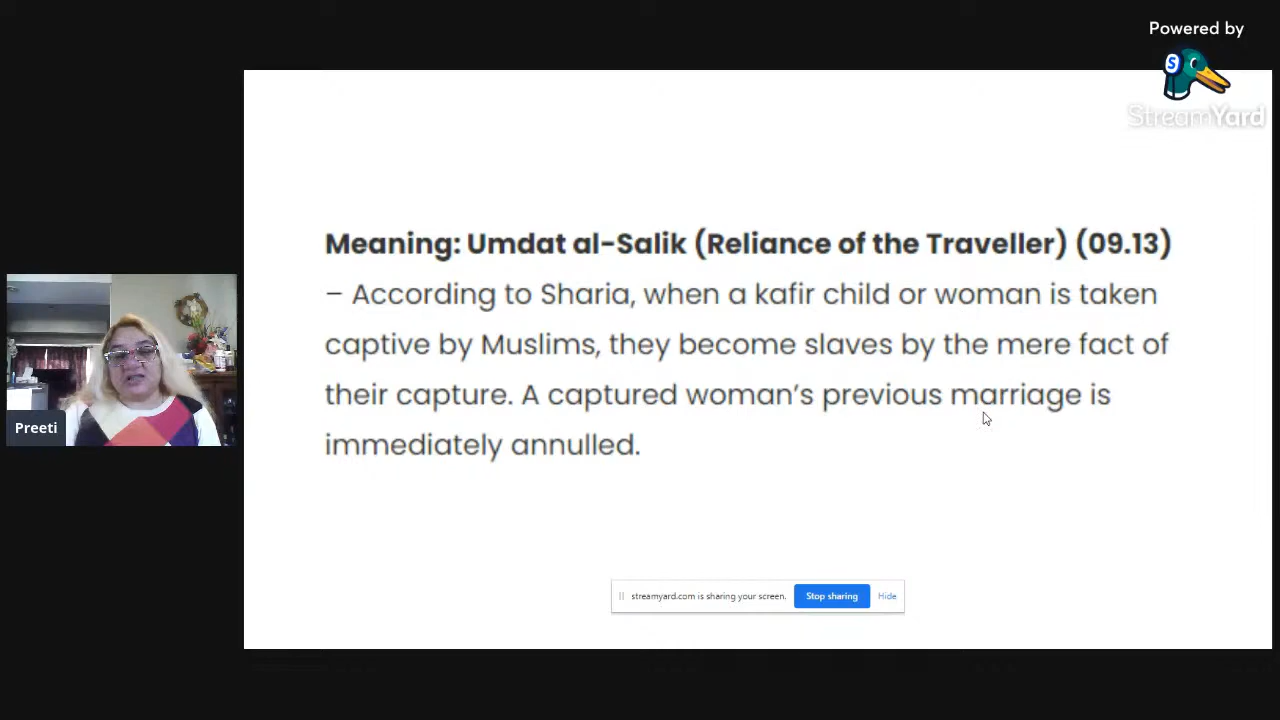 Powered by
S
StreamYard
Meaning: Umdat al-Salik (Reliance of the Traveller) (09.13)
– According to Sharia, when a kafir child or woman is taken
captive by Muslims, they become slaves by the mere fact of
their capture. A captured woman's previous marriage is
immediately annulled.
Preeti
streamyard.com is sharing your screen. Stop sharing Hide